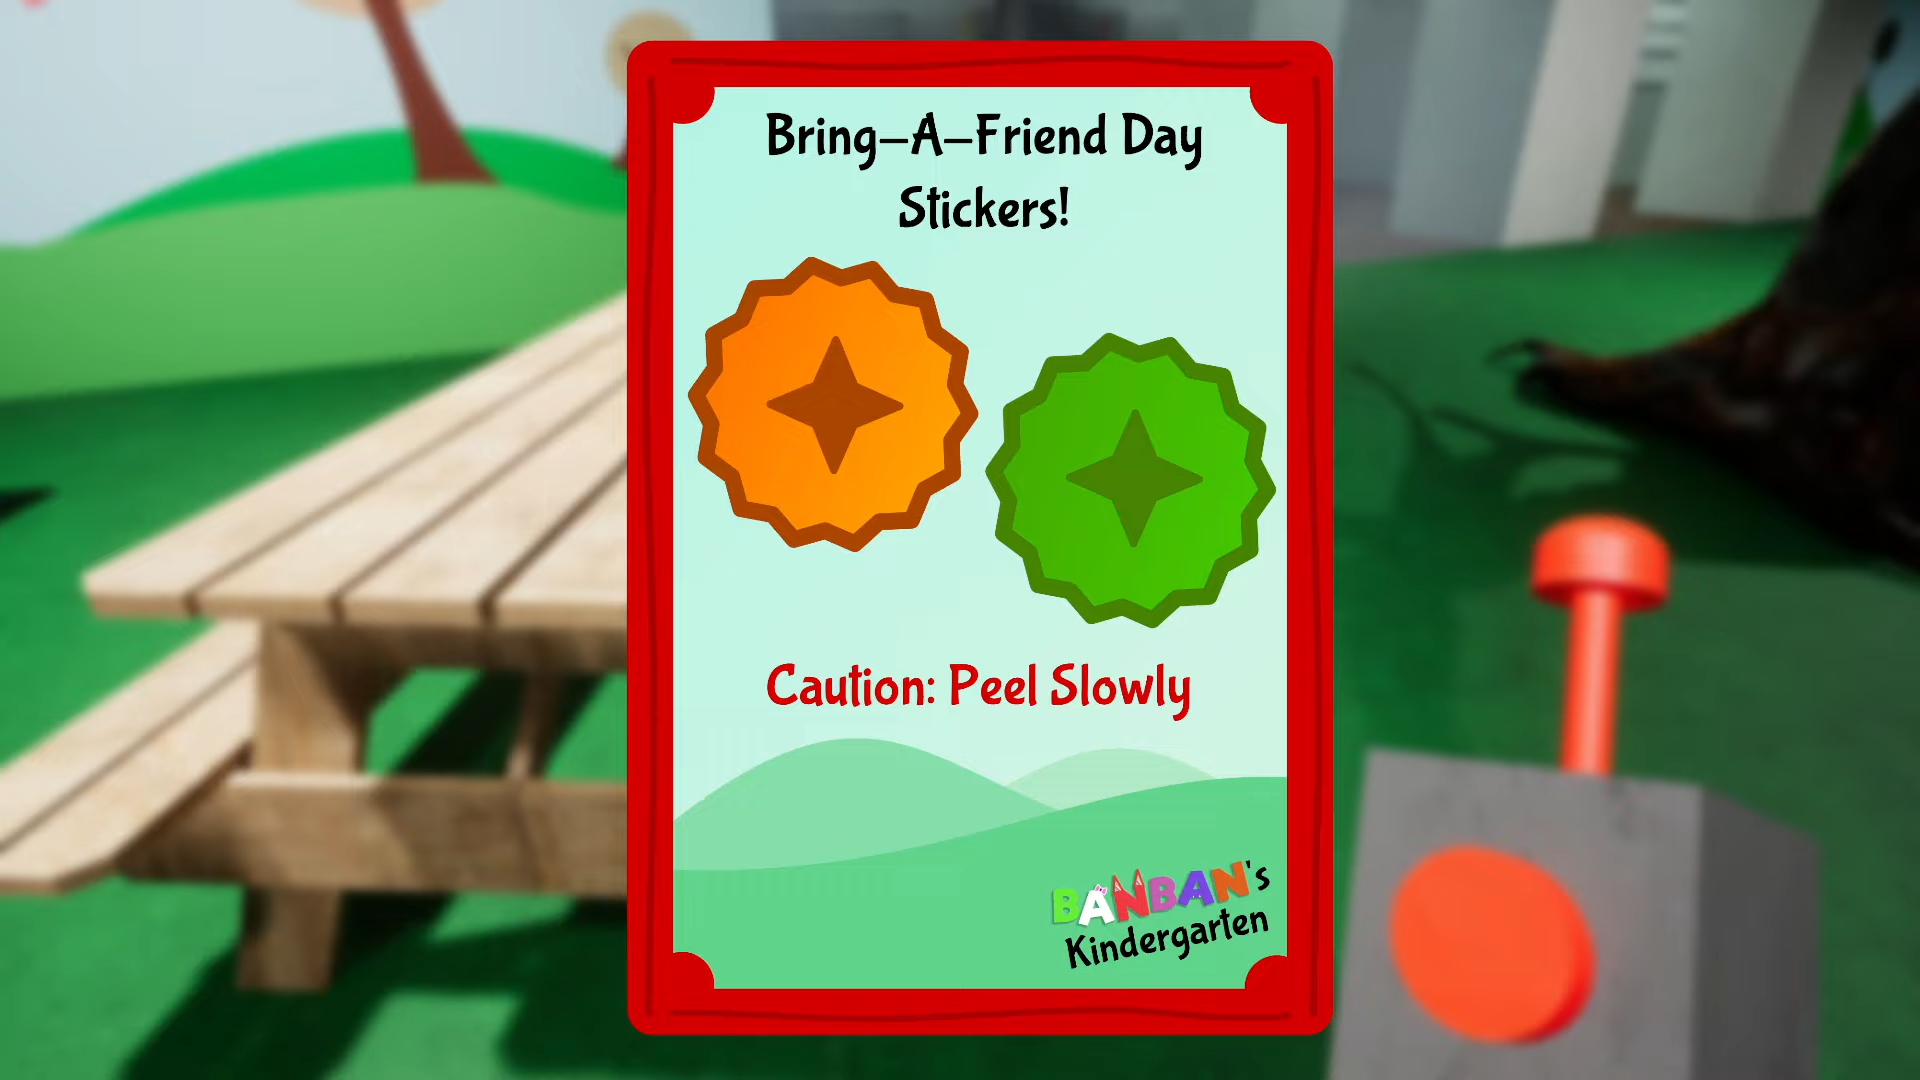 Bring-A-Friend Day
Stickers!
Caution: Peel Slowly
BANBAN's
Kindergarten